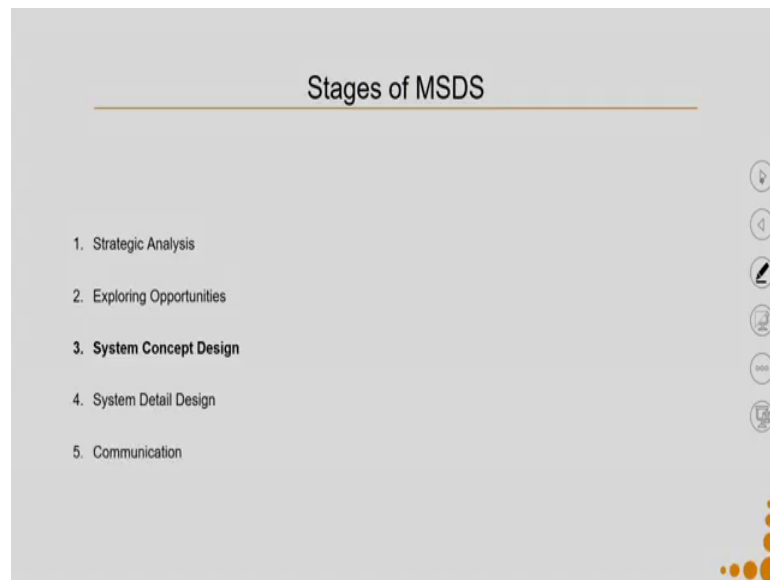 Stages of MSDS
1. Strategic Analysis
2. Exploring Opportunities
3. System Concept Design
4. System Detail Design
5. Communication